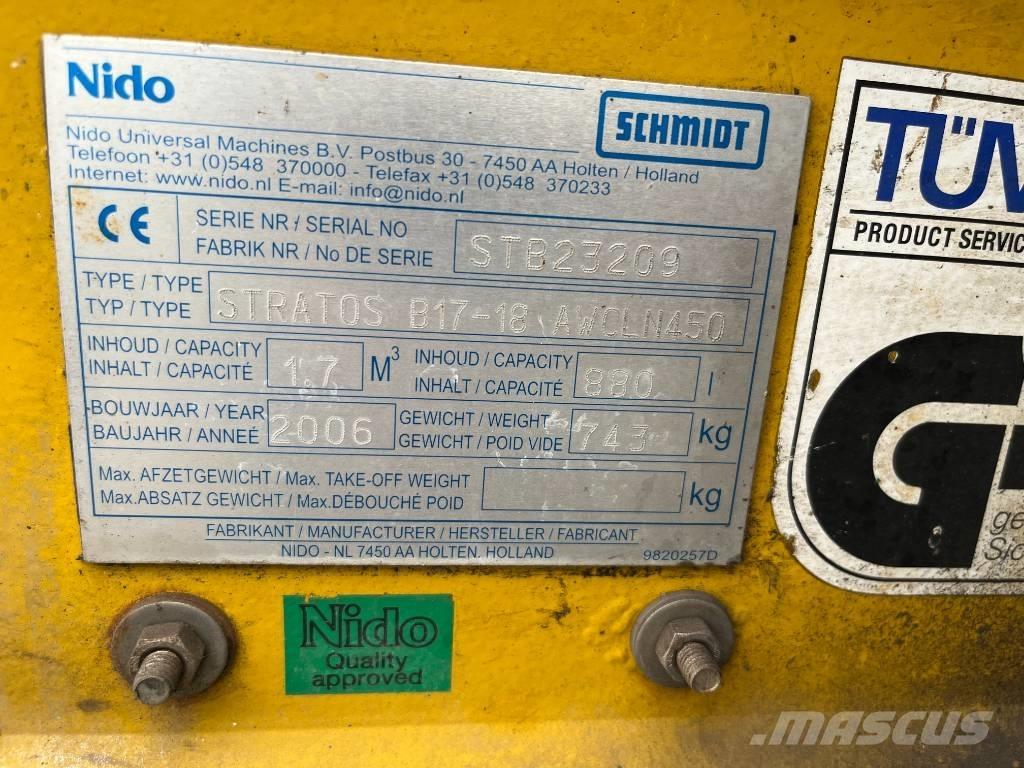 Nido
SCHMIDT
Nido Universal Machines B.V. Postbus 30 - 7450 AA Holten / Holland
Telefoon +31 (0)548 370000 - Telefax +31 (0)548 370233
Internet: www.nido.nl E-mail: info@nido.nl
CE
SERIE NR / SERIAL NO
FABRIK NR / No DE SERIE
STB23209
TYPE / TYPE
TYP / TYPE
STRATOS B17-18 AWCLN450
INHOUD / CAPACITY
INHALT / CAPACITÉ
1,7 M3
INHOUD / CAPACITY
INHALT / CAPACITÉ
880 l
BOUWJAAR / YEAR
BAUJAHR / ANNEÉ
2006
GEWICHT / WEIGHT
GEWICHT / POID VIDE
743 kg
Max. AFZETGEWICHT / Max. TAKE-OFF WEIGHT
Max. ABSATZ GEWICHT / Max. DÉBOUCHÉ POID
kg
FABRIKANT / MANUFACTURER / HERSTELLER / FABRICANT
NIDO - NL 7450 AA HOLTEN. HOLLAND
9820257D
TÜV
PRODUCT SERVIC
ge
Sic
Nido
Quality
approved
MASCUS